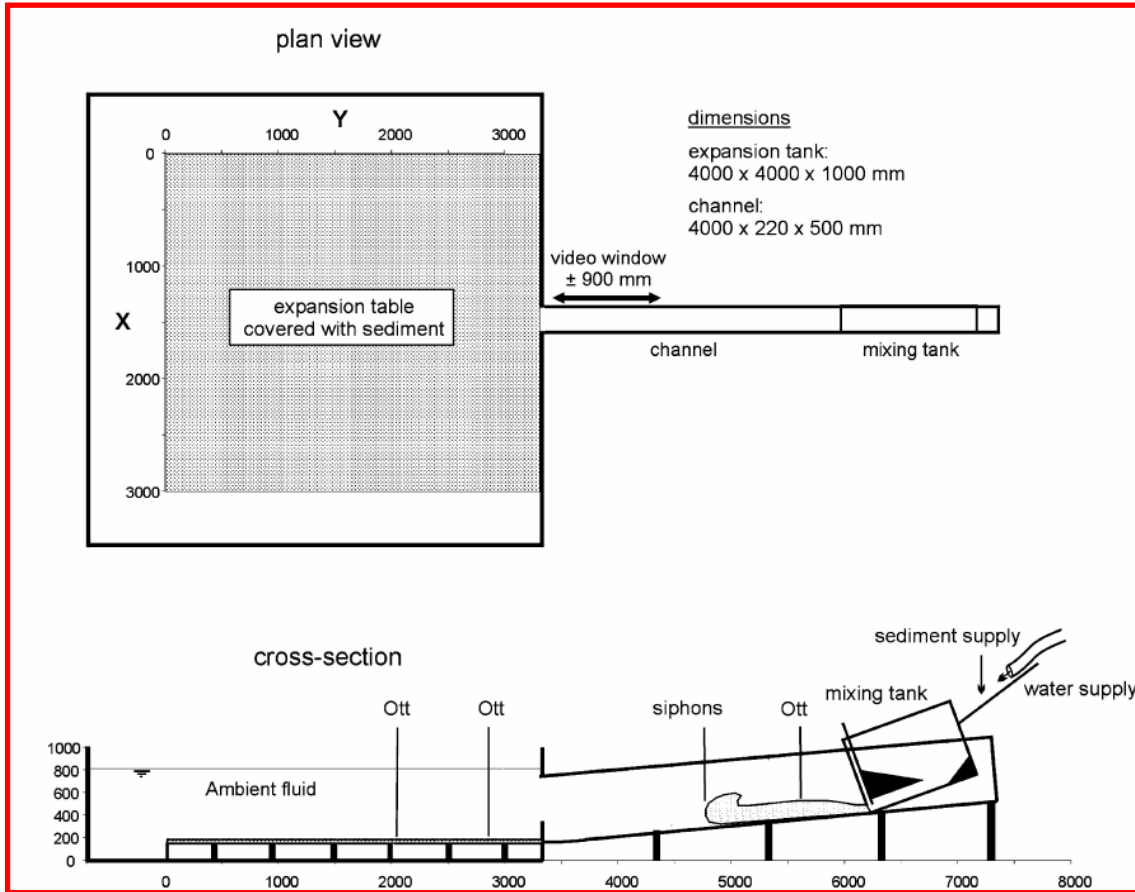 plan view
Y
0 1000 2000 3000
0
1000
X
2000
3000
expansion table
covered with sediment
dimensions
expansion tank:
4000 x 4000 x 1000 mm
channel:
4000 x 220 x 500 mm
video window
± 900 mm
channel
mixing tank
cross-section
sediment supply
mixing tank
water supply
Ott
Ott
siphons
Ott
1000
800
600
400
200
0
Ambient fluid
0 1000 2000 3000 4000 5000 6000 7000 8000